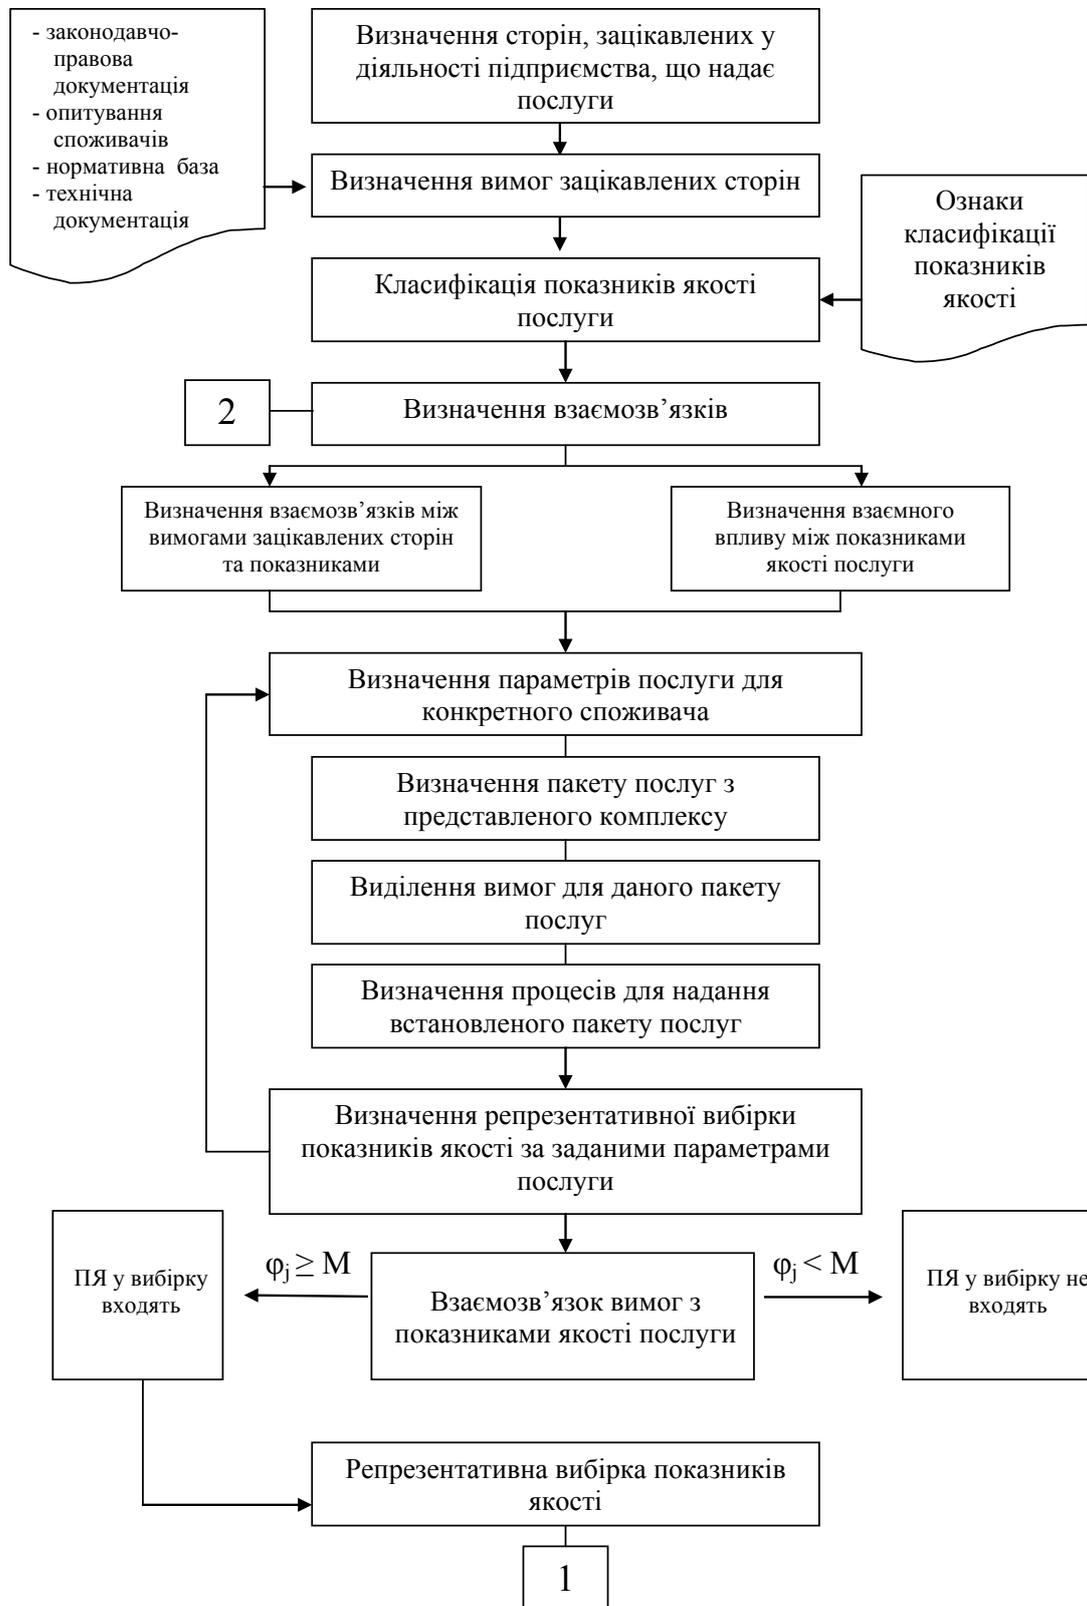 - законодавчо-
правова
документація
- опитування
споживачів
- нормативна база
- технічна
документація
Визначення сторін, зацікавлених у
діяльності підприємства, що надає
послуги
Визначення вимог зацікавлених сторін
Ознаки
класифікації
показників
якості
Класифікація показників якості
послуги
2
Визначення взаємозв’язків
Визначення взаємозв’язків між
вимогами зацікавлених сторін
та показниками
Визначення взаємного
впливу між показниками
якості послуги
Визначення параметрів послуги для
конкретного споживача
Визначення пакету послуг з
представленого комплексу
Виділення вимог для даного пакету
послуг
Визначення процесів для надання
встановленого пакету послуг
Визначення репрезентативної вибірки
показників якості за заданими параметрами
послуги
ПЯ у вибірку
входять
φj ≥ M
Взаємозв’язок вимог з
показниками якості послуги
φj < M
ПЯ у вибірку не
входять
Репрезентативна вибірка показників
якості
1